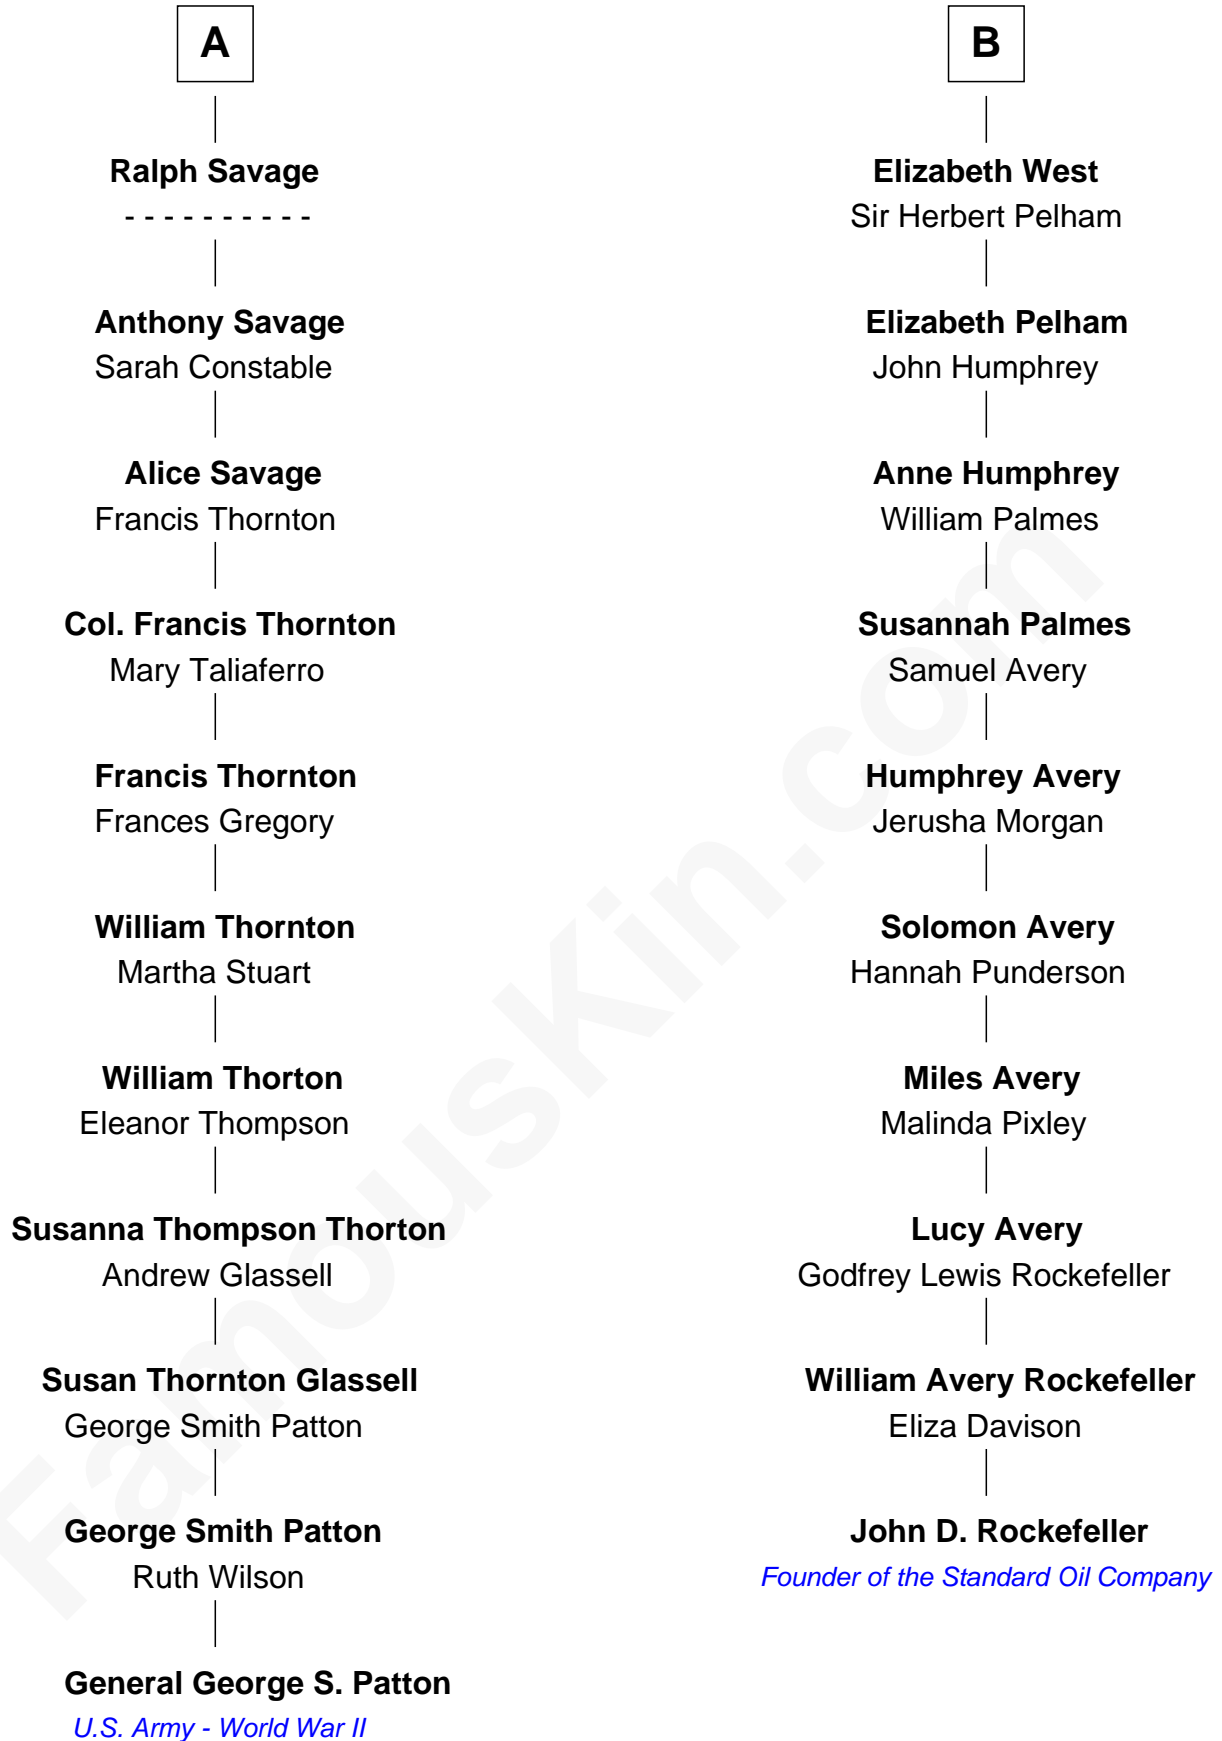 A
Ralph Savage
- - - - - - - - - -
Anthony Savage
Sarah Constable
Alice Savage
Francis Thornton
Col. Francis Thornton
Mary Taliaferro
Francis Thornton
Frances Gregory
William Thornton
Martha Stuart
William Thorton
Eleanor Thompson
Susanna Thompson Thorton
Andrew Glassell
Susan Thornton Glassell
George Smith Patton
George Smith Patton
Ruth Wilson
General George S. Patton
U.S. Army - World War II
B
Elizabeth West
Sir Herbert Pelham
Elizabeth Pelham
John Humphrey
Anne Humphrey
William Palmes
Susannah Palmes
Samuel Avery
Humphrey Avery
Jerusha Morgan
Solomon Avery
Hannah Punderson
Miles Avery
Malinda Pixley
Lucy Avery
Godfrey Lewis Rockefeller
William Avery Rockefeller
Eliza Davison
John D. Rockefeller
Founder of the Standard Oil Company
FamousKin.com